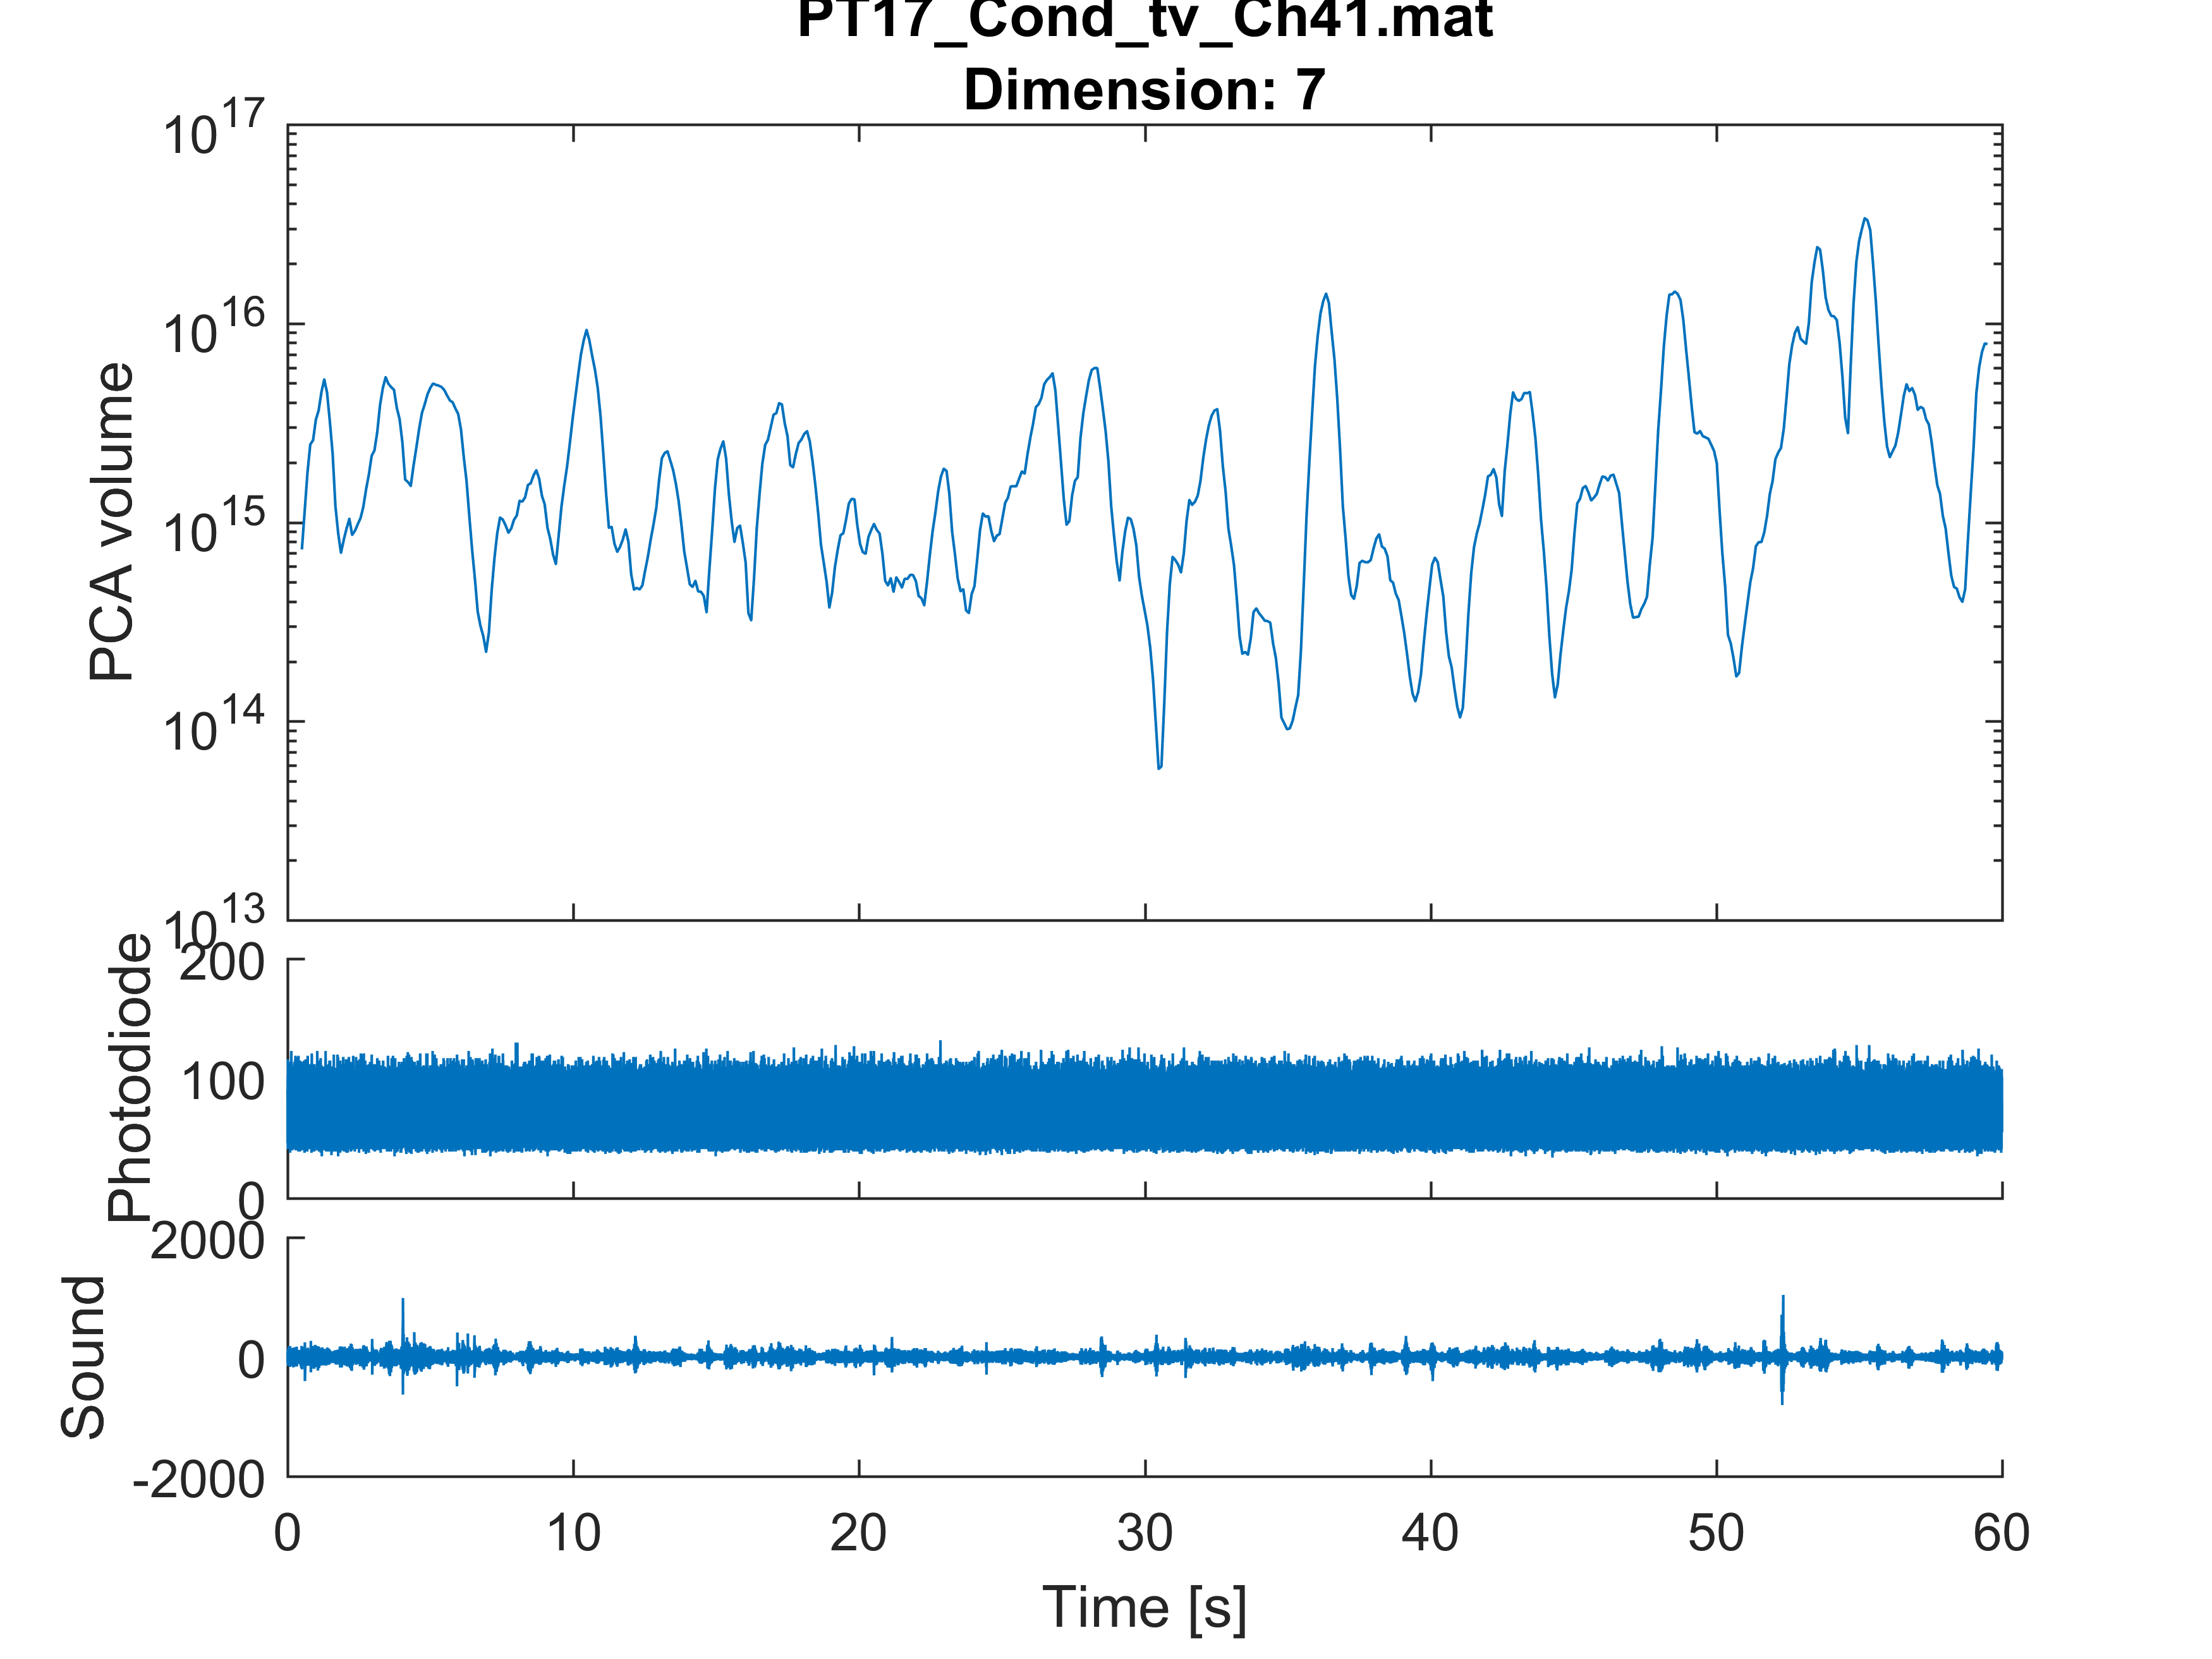 PT17_Cond_tv_Ch41.mat
Dimension: 7
10^17
10^16
10^15
10^14
10^13
PCA volume
200
100
0
Photodiode
2000
0
-2000
Sound
0 10 20 30 40 50 60
Time [s]